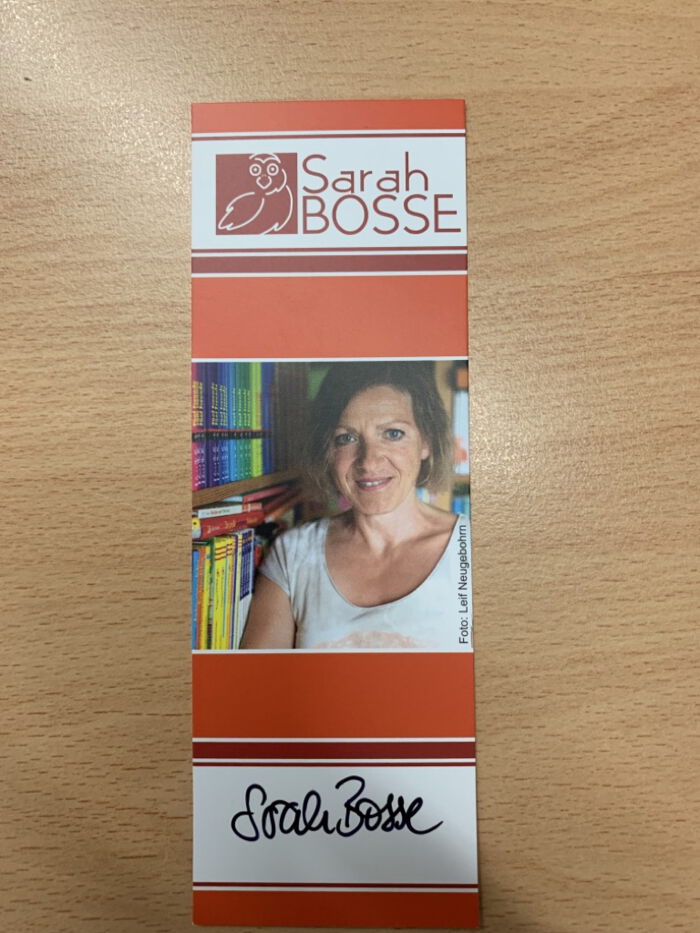 Sarah
BOSSE
Foto: Leif Neugebohrn
Sarah Bosse